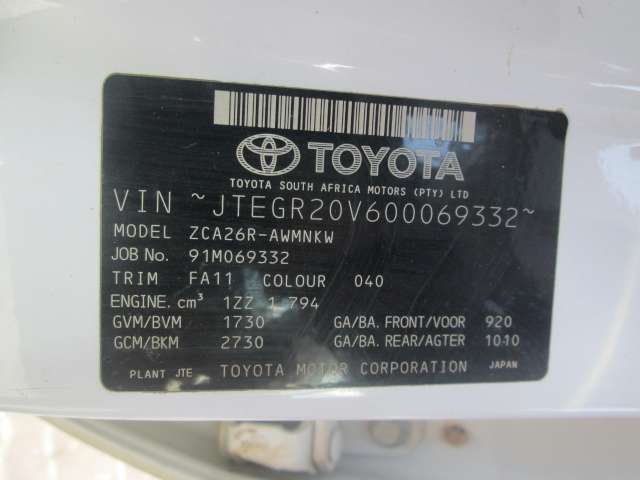 TOYOTA
TOYOTA SOUTH AFRICA MOTORS (PTY) LTD
VIN ~JTEGR20V600069332~
MODEL ZCA26R-AWMNKW
JOB No. 91M069332
TRIM FA11 COLOUR 040
ENGINE. cm³ 1ZZ 1 794
GVM/BVM 1730 GA/BA. FRONT/VOOR 920
GCM/BKM 2730 GA/BA. REAR/AGTER 1010
PLANT JTE TOYOTA MOTOR CORPORATION JAPAN